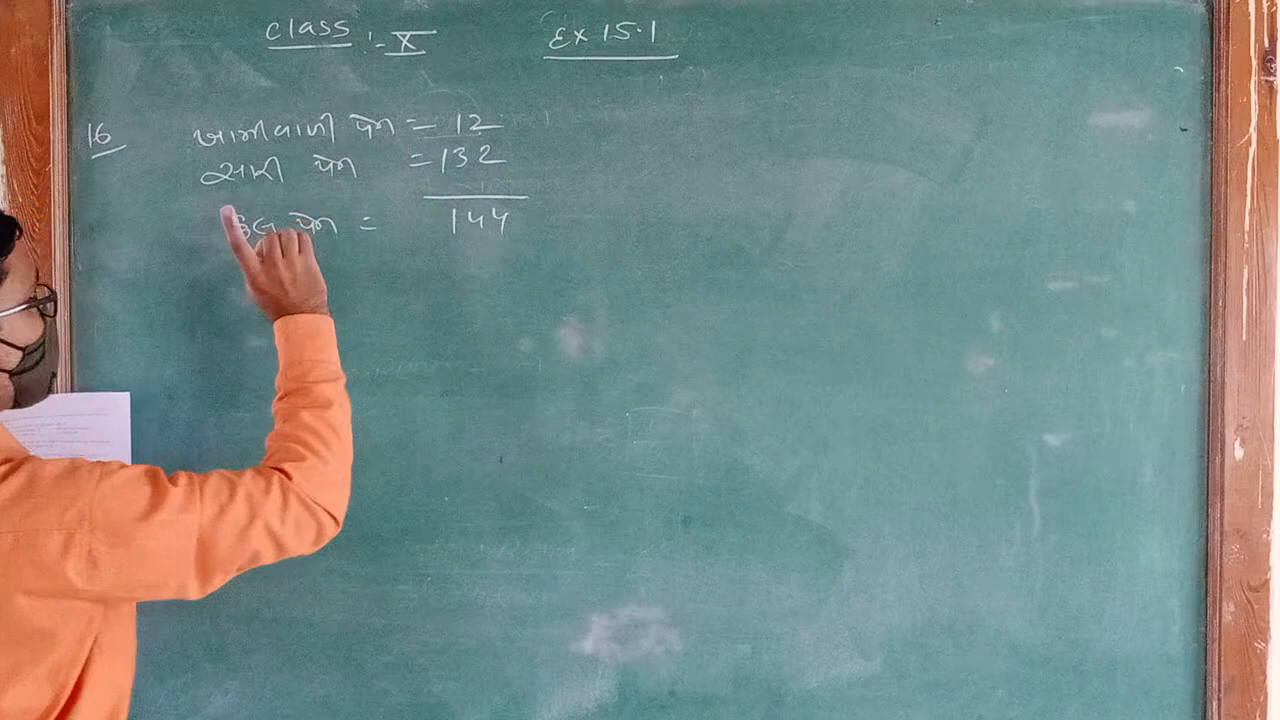 Class :- X
Ex 15.1
16 ખામીવાળી પેન = 12
સારી પેન = 132
કુલ પેન = 144